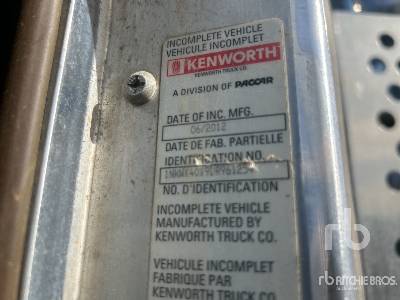 INCOMPLETE VEHICLE
VEHICULE INCOMPLET
KENWORTH
KENWORTH TRUCK CO.
A DIVISION OF PACCAR
DATE OF INC. MFG.
06/2012
DATE DE FAB. PARTIELLE
IDENTIFICATION NO.
NO. D'IDENTIFICATION
INCOMPLETE VEHICLE
MANUFACTURED BY
KENWORTH TRUCK CO.
VEHICULE INCOMPLET
FABRIQUE PAR
KENWORTH TRUCK CO.
rb
RITCHIE BROS.